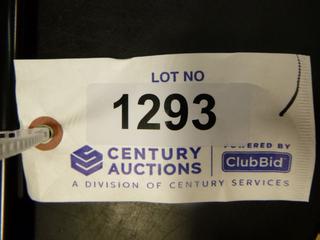 LOT NO
1293
CENTURY
AUCTIONS
POWERED BY
ClubBid
A DIVISION OF CENTURY SERVICES